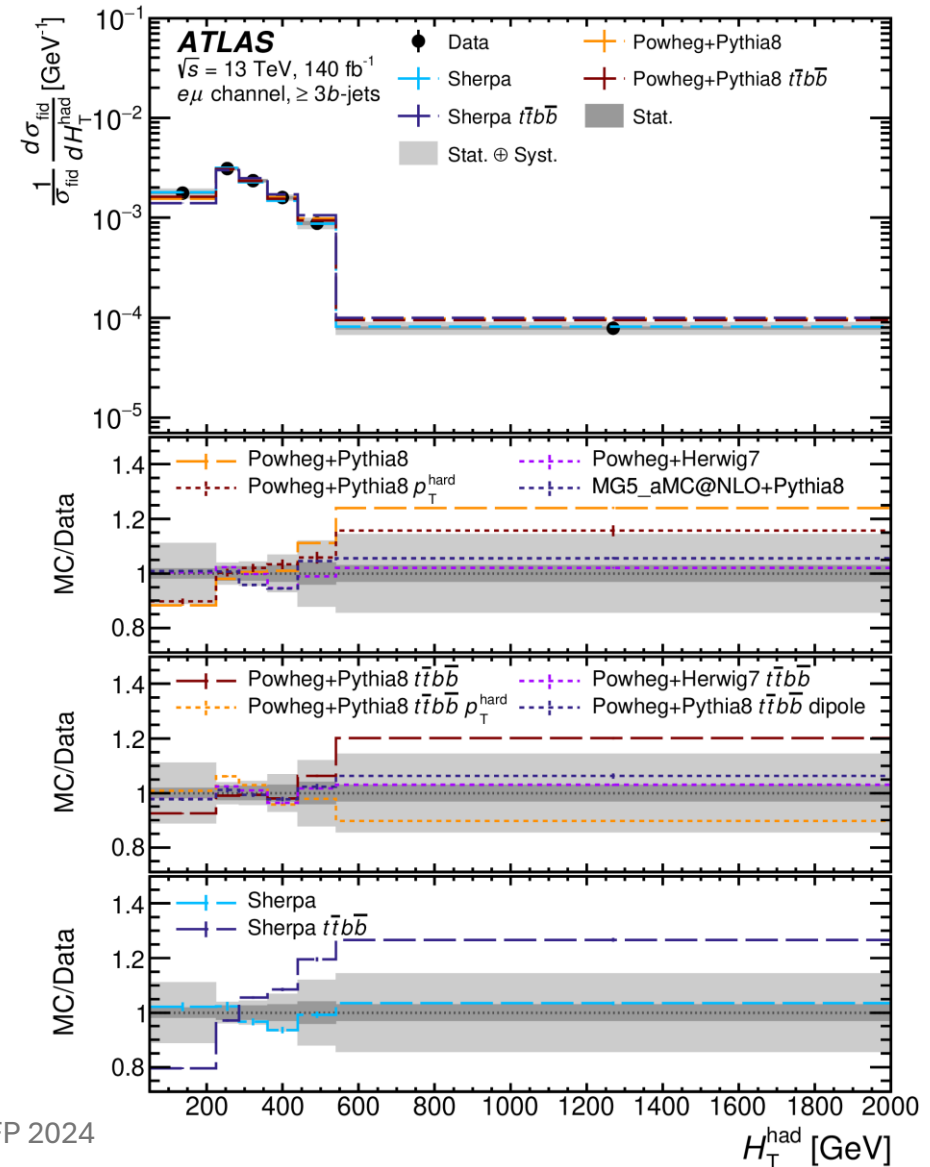 ATLAS
√s = 13 TeV, 140 fb⁻¹
eμ channel, ≥ 3b-jets
Data
Powheg+Pythia8
Sherpa
Powheg+Pythia8 tt̄bb̄
Sherpa tt̄bb̄
Stat.
Stat. ⊕ Syst.
1/σ_fid dσ_fid/dH_T^had [GeV⁻¹]
10⁻¹
10⁻²
10⁻³
10⁻⁴
10⁻⁵
Powheg+Pythia8
Powheg+Herwig7
Powheg+Pythia8 p_T^hard
MG5_aMC@NLO+Pythia8
MC/Data
1.4
1.2
1
0.8
Powheg+Pythia8 tt̄bb̄
Powheg+Herwig7 tt̄bb̄
Powheg+Pythia8 tt̄bb̄ p_T^hard
Powheg+Pythia8 tt̄bb̄ dipole
MC/Data
1.4
1.2
1
0.8
Sherpa
Sherpa tt̄bb̄
MC/Data
1.4
1.2
1
0.8
200 400 600 800 1000 1200 1400 1600 1800 2000
H_T^had [GeV]
FP 2024